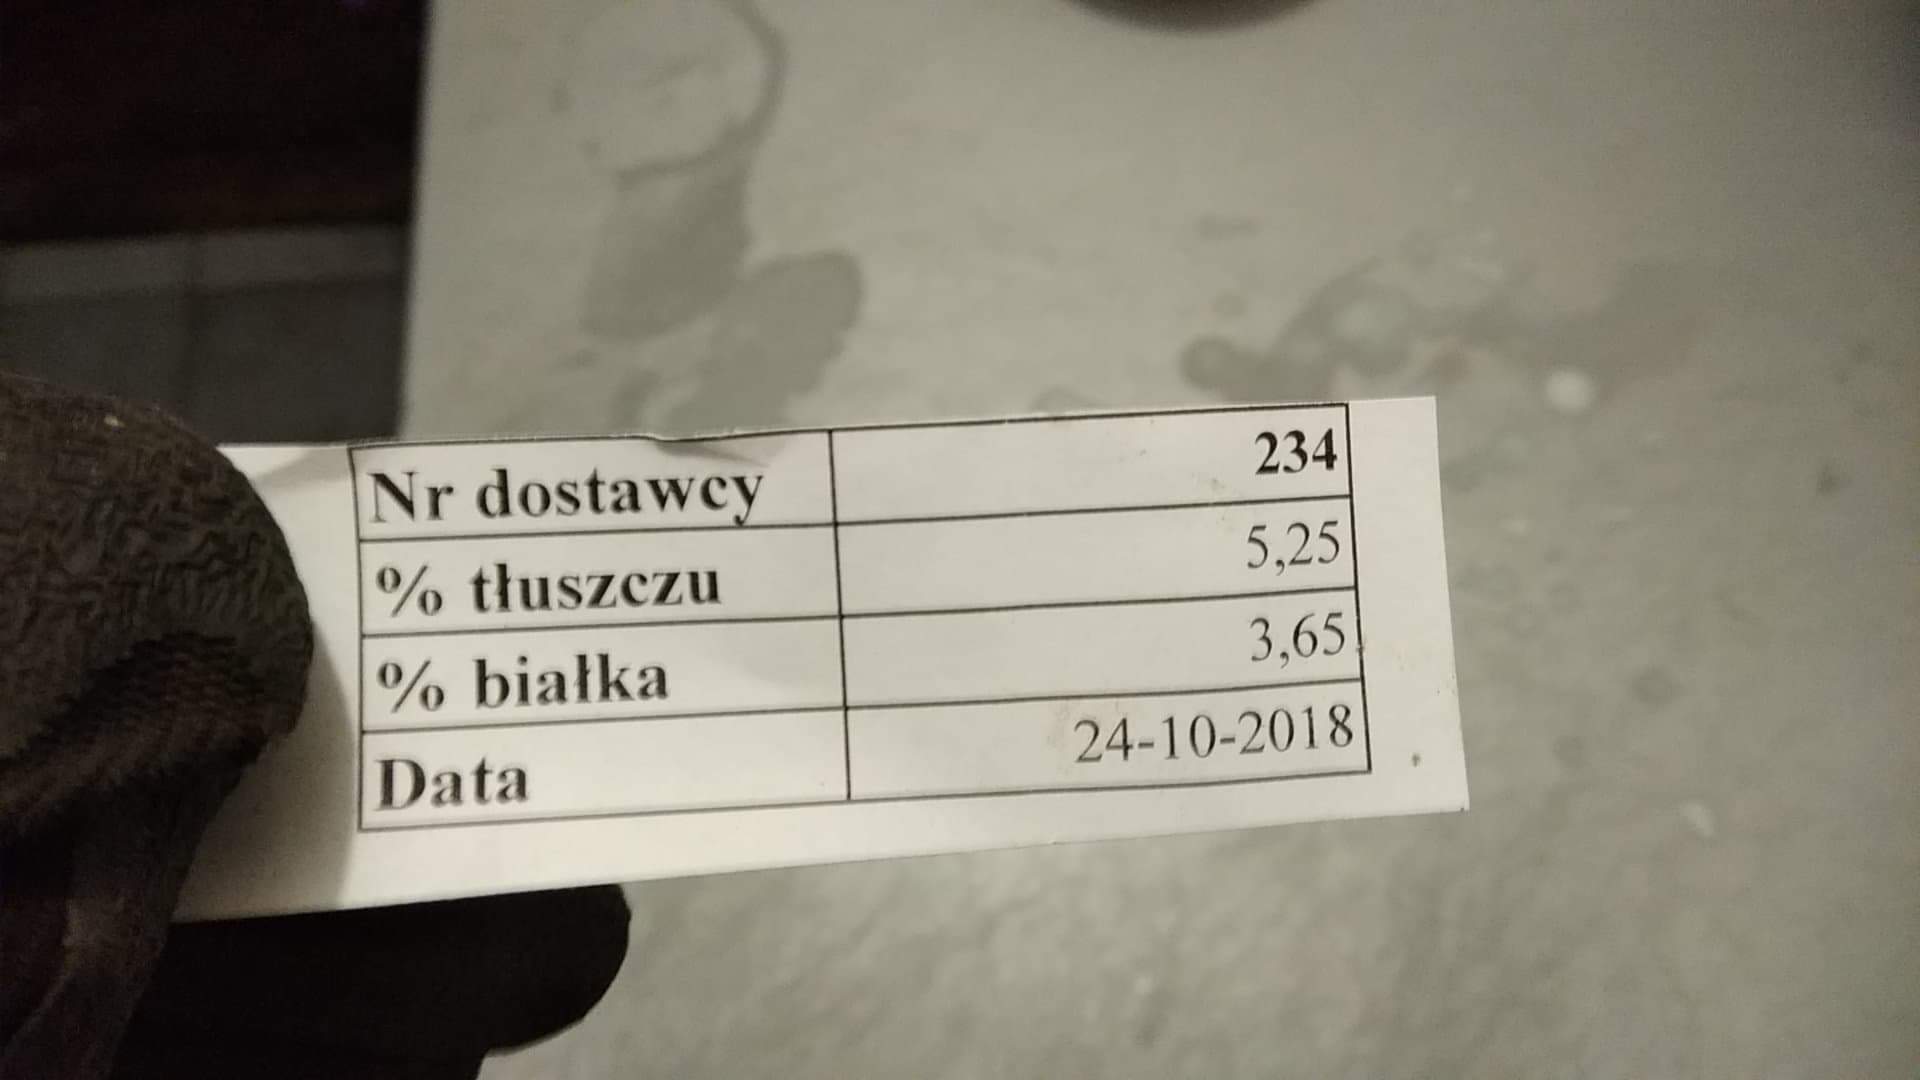 Nr dostawcy 234
% tłuszczu 5,25
% białka 3,65
Data 24-10-2018